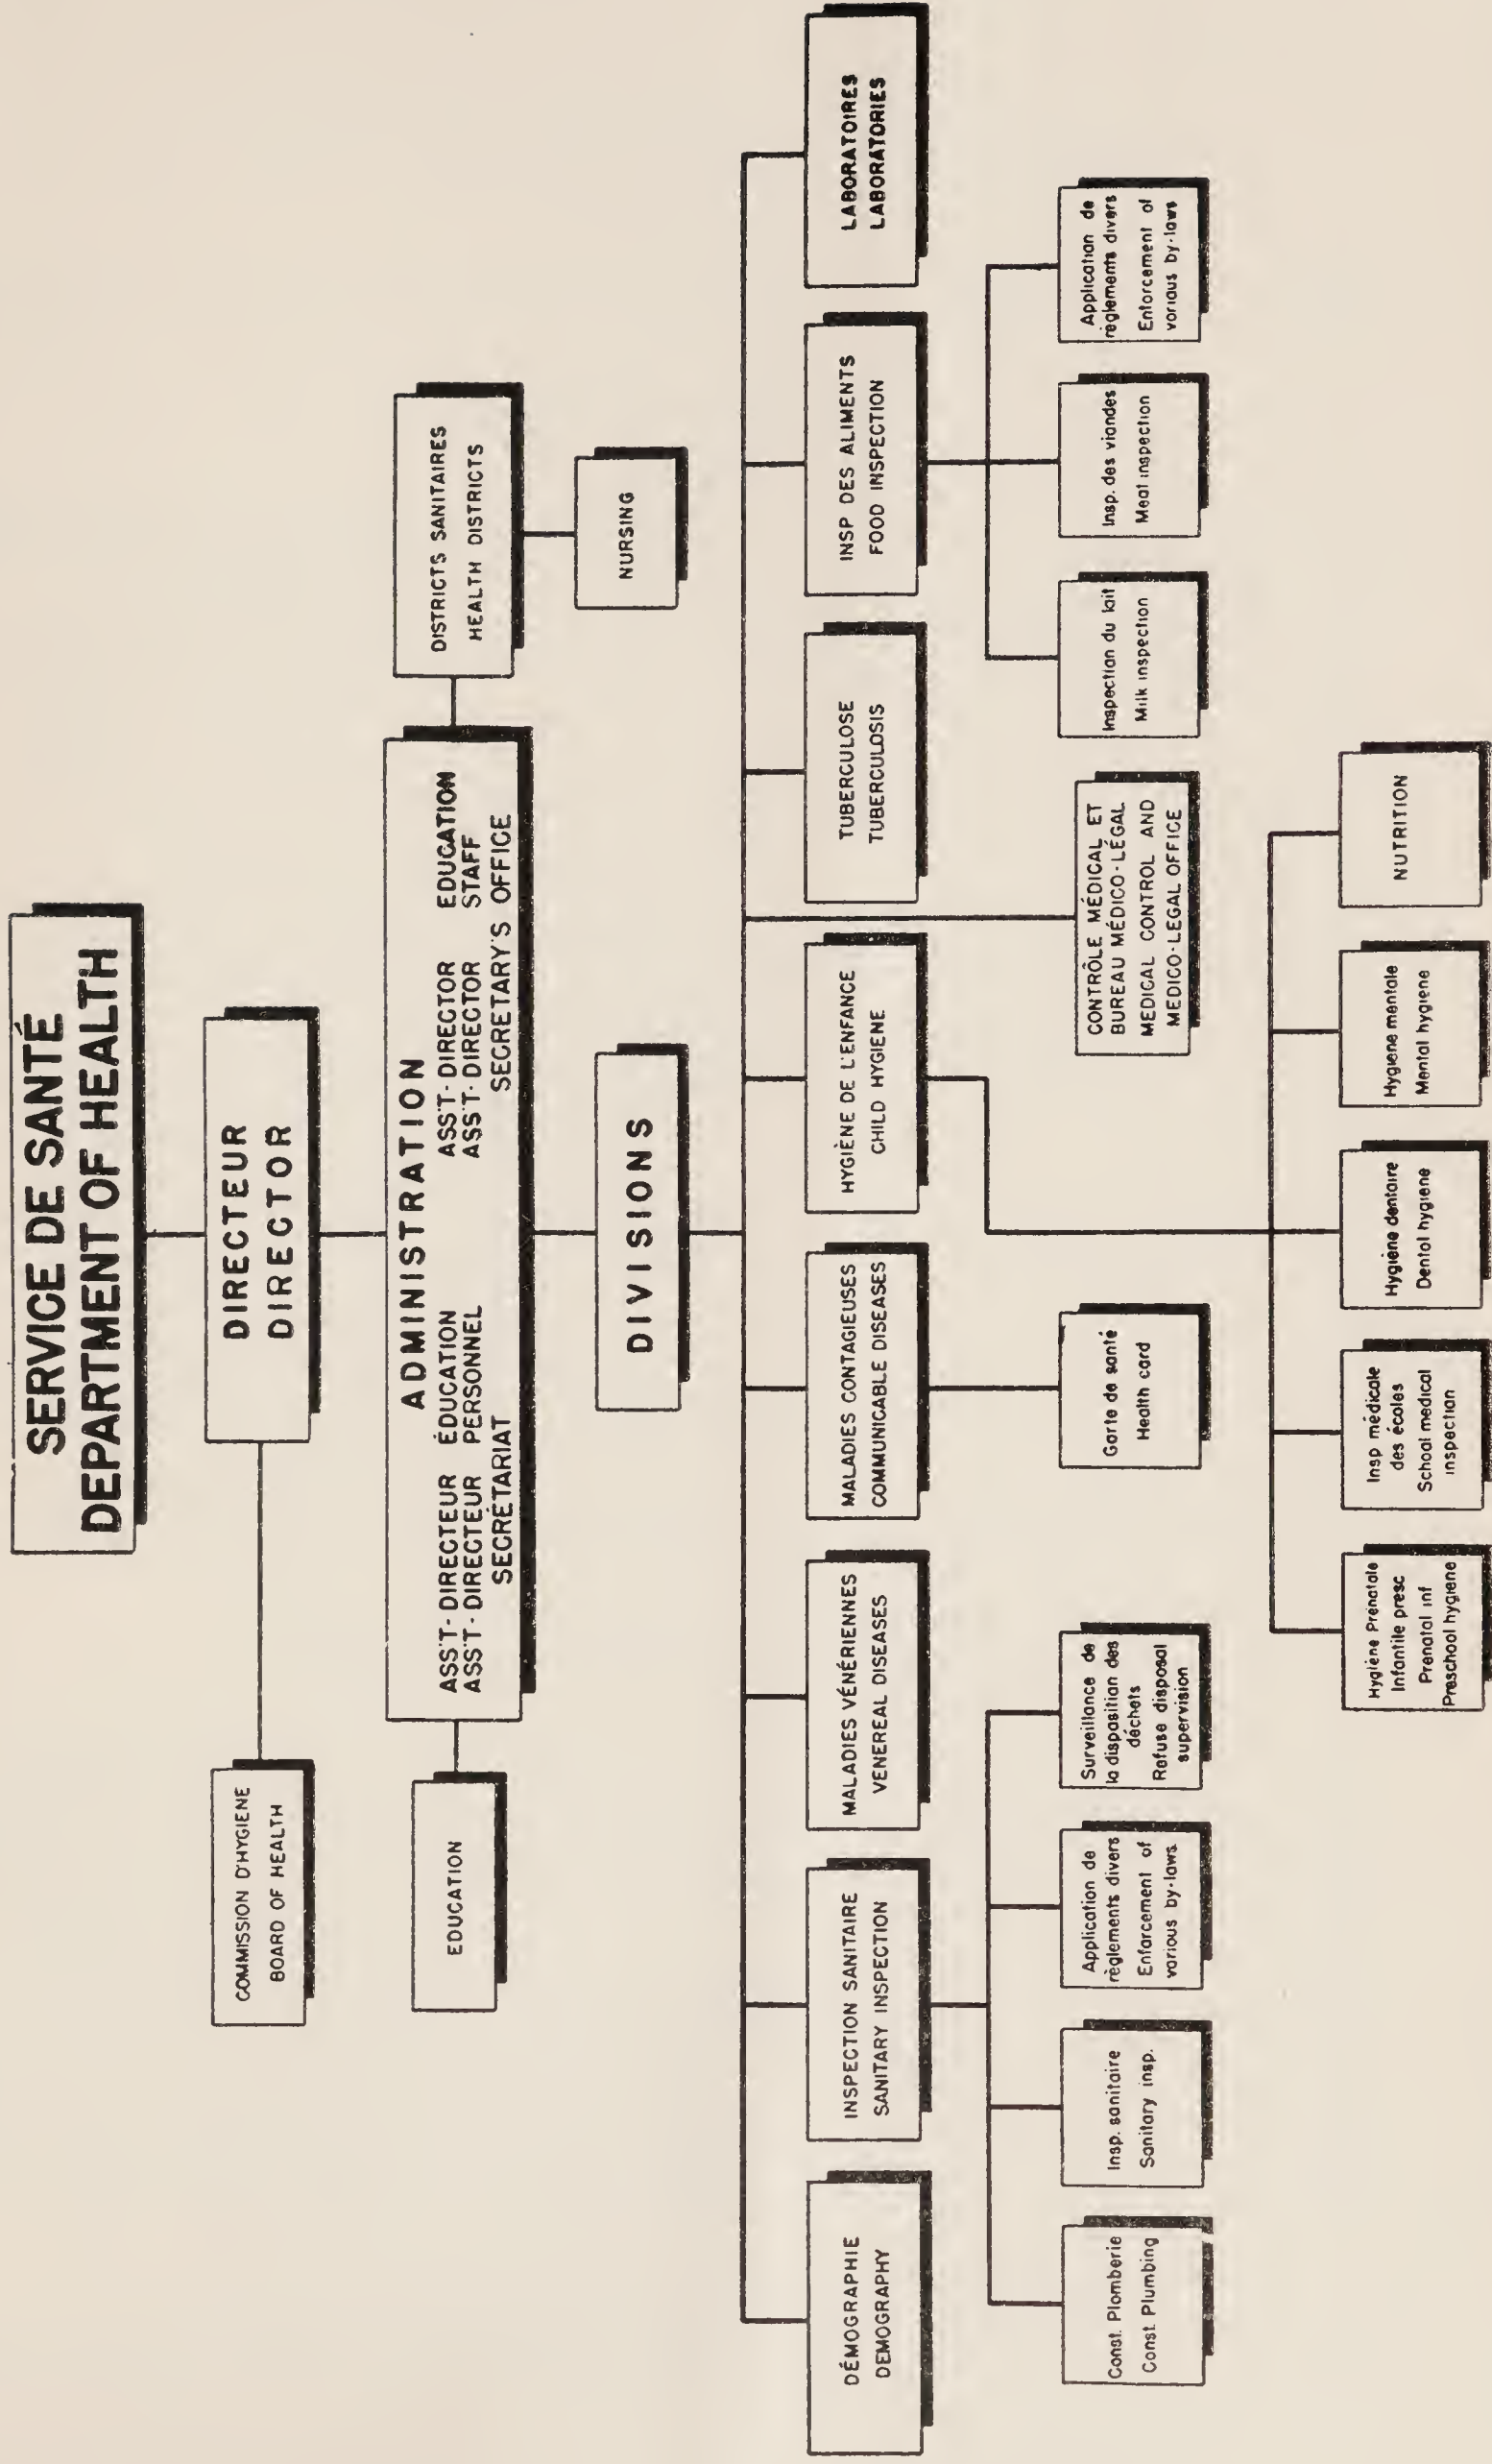 SERVICE DE SANTÉ
DEPARTMENT OF HEALTH
DIRECTEUR
DIRECTOR
COMMISSION D'HYGIENE
BOARD OF HEALTH
ADMINISTRATION
ASS'T-DIRECTEUR ÉDUCATION
ASS'T-DIRECTEUR PERSONNEL
SECRÉTARIAT
ASS'T-DIRECTOR EDUCATION
ASS'T-DIRECTOR STAFF
SECRETARY'S OFFICE
EDUCATION
DISTRICTS SANITAIRES
HEALTH DISTRICTS
NURSING
DIVISIONS
DÉMOGRAPHIE
DEMOGRAPHY
INSPECTION SANITAIRE
SANITARY INSPECTION
MALADIES VÉNÉRIENNES
VENEREAL DISEASES
MALADIES CONTAGIEUSES
COMMUNICABLE DISEASES
HYGIÈNE DE L'ENFANCE
CHILD HYGIENE
TUBERCULOSE
TUBERCULOSIS
INSP DES ALIMENTS
FOOD INSPECTION
LABORATOIRES
LABORATORIES
Const. Plomberie
Const. Plumbing
Insp. sanitaire
Sanitary insp.
Application de
règlements divers
Enforcement of
various by-laws
Surveillance de
la disposition des
déchets
Refuse disposal
supervision
Carte de santé
Health card
CONTRÔLE MÉDICAL ET
BUREAU MÉDICO-LÉGAL
MEDICAL CONTROL AND
MEDICO-LEGAL OFFICE
Inspection du lait
Milk inspection
Insp. des viandes
Meat inspection
Application de
règlements divers
Enforcement of
various by-laws
Hygiène Prénatale
Infantile presc
Prenatal inf
Preschool hygiene
Insp médicale
des écoles
School medical
inspection
Hygiene dentaire
Dental hygiene
Hygiene mentale
Mental hygiene
NUTRITION